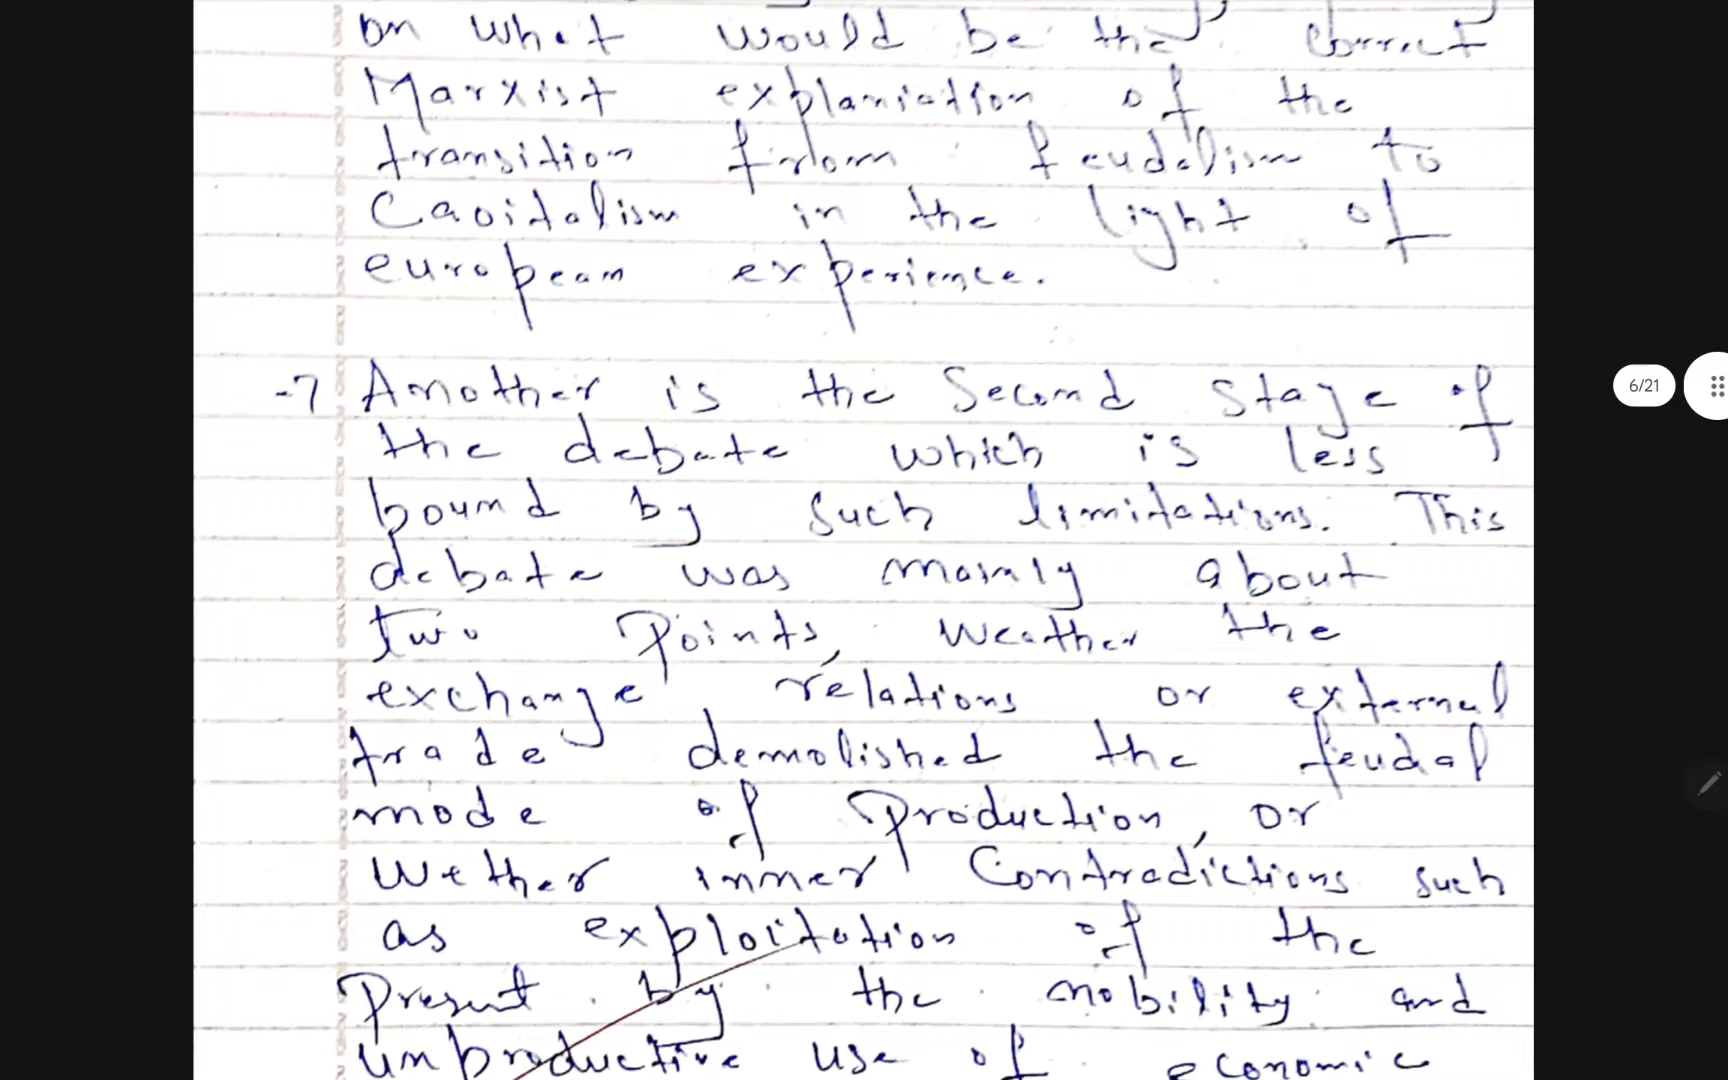 on what would be the correct
Marxist explaniation of the
transition from feudalism to
Caoitalism in the light of
european experience.
6/21
-7 Another is the Second stage of
the debate which is less
bound by such limitations. This
debate was mainly about
two Points, weather the
exchange relations or external
trade demolished the feudal
mode of Production, or
wether inner Contradictions such
as exploitation of the
Present by the nobility and
unproductive use of economic